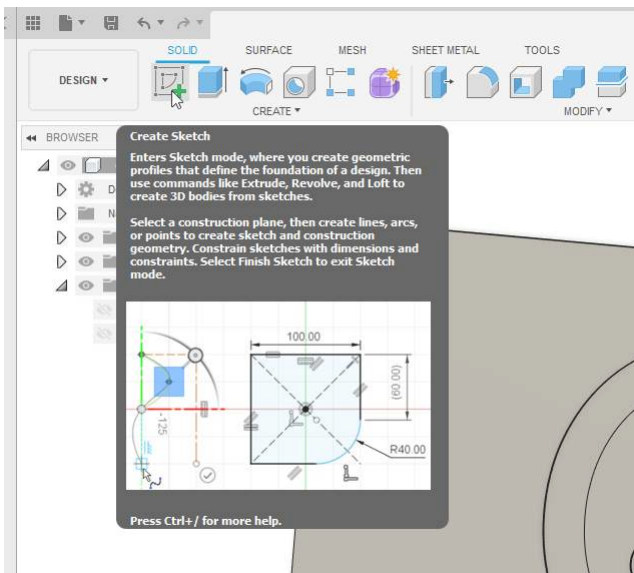 SOLID
SURFACE
MESH
SHEET METAL
TOOLS
DESIGN ▾
CREATE ▾
MODIFY ▾
BROWSER
Create Sketch
Enters Sketch mode, where you create geometric
profiles that define the foundation of a design. Then
use commands like Extrude, Revolve, and Loft to
create 3D bodies from sketches.
Select a construction plane, then create lines, arcs,
or points to create sketch and construction
geometry. Constrain sketches with dimensions and
constraints. Select Finish Sketch to exit Sketch
mode.
D
N
100.00
(60.00)
-125
R40.00
Press Ctrl+/ for more help.